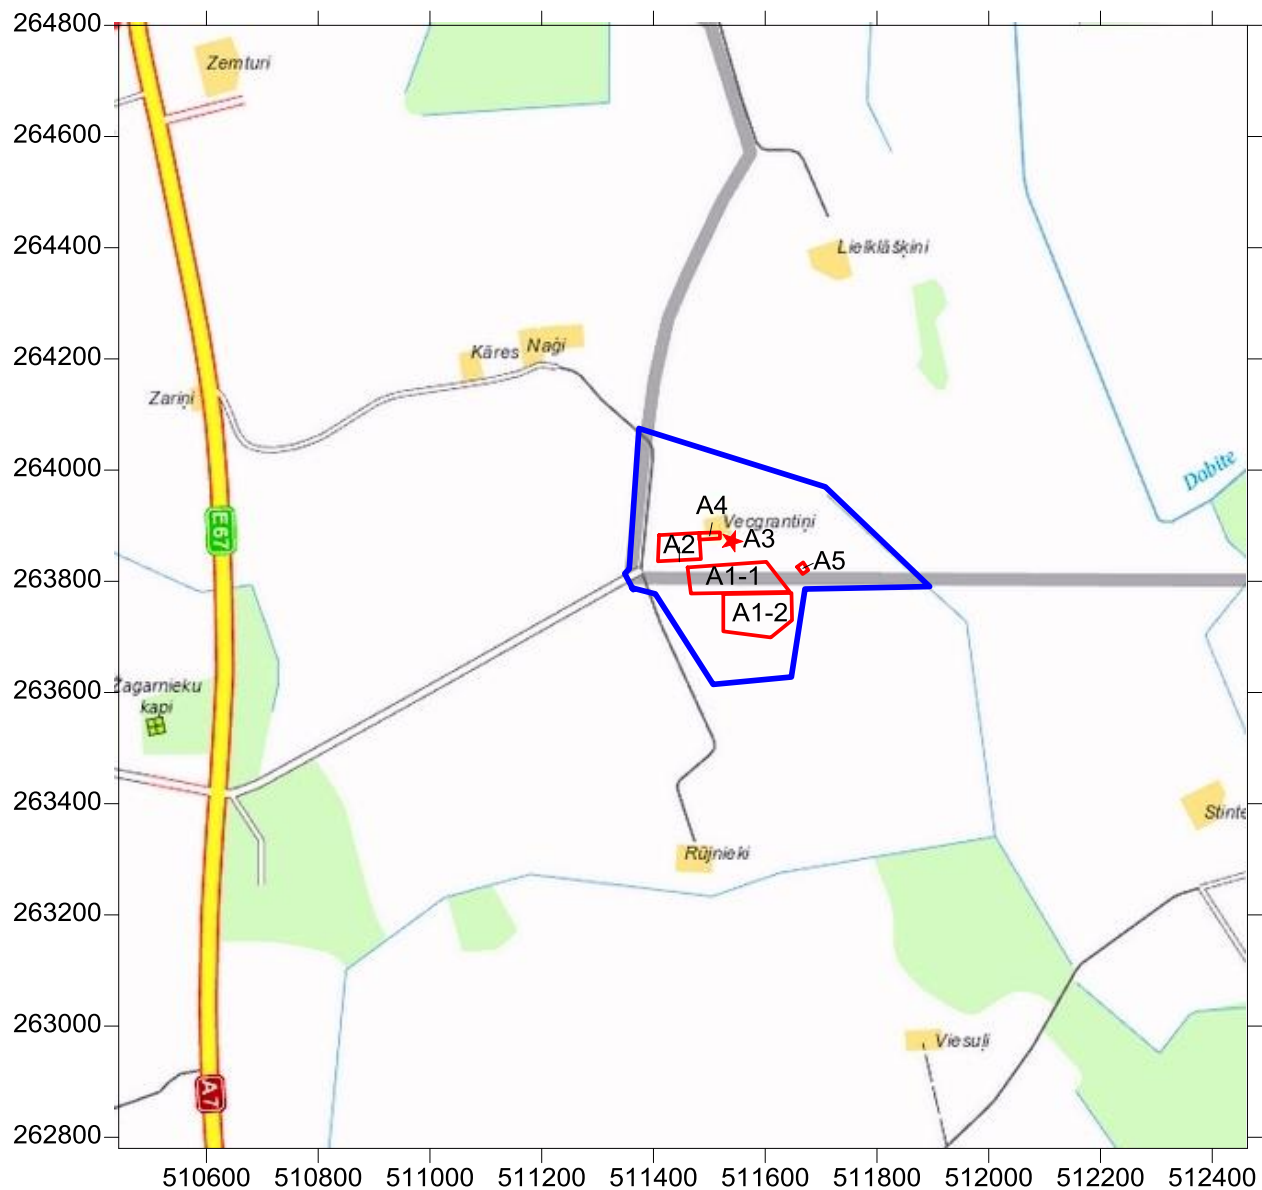 264800
Zemturi
264600
264400
Lielklāšķini
264200
Kāres
Naģi
Zariņi
264000
Dobite
E67
A4
Vecgrantiņi
A2
A3
263800
A1-1
A5
A1-2
263600
Žagarnieku
kapi
263400
Stinte
Rūjnieki
263200
263000
Viesuļi
A7
262800
510600 510800 511000 511200 511400 511600 511800 512000 512200 512400